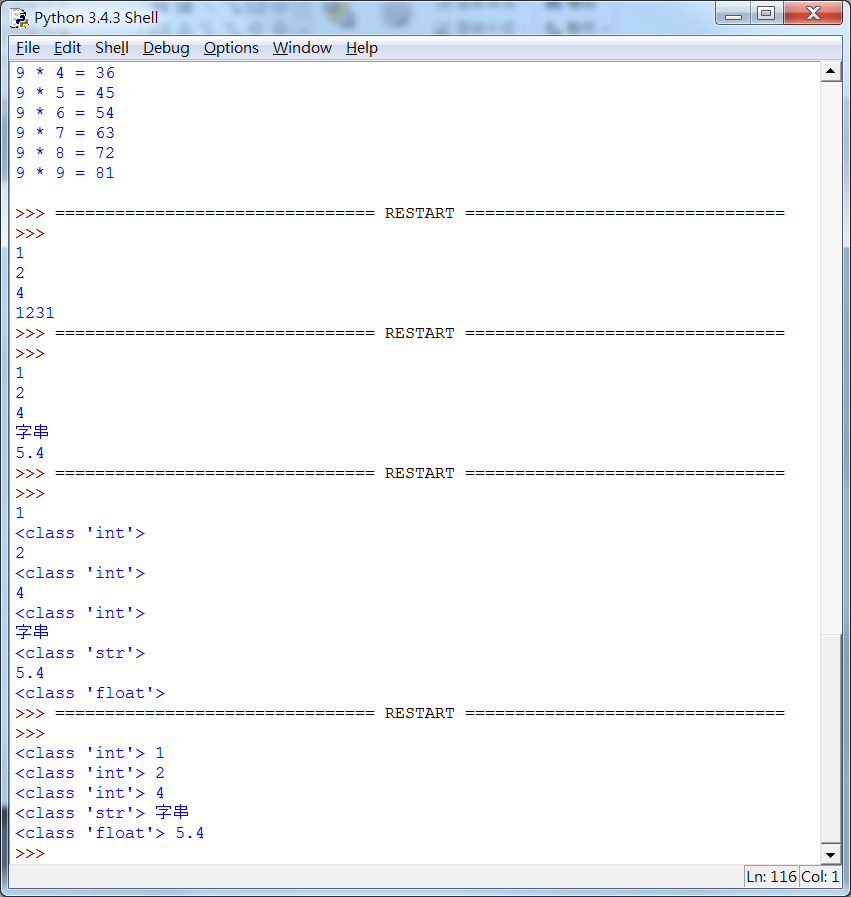 Python 3.4.3 Shell
File Edit Shell Debug Options Window Help
9 * 4 = 36
9 * 5 = 45
9 * 6 = 54
9 * 7 = 63
9 * 8 = 72
9 * 9 = 81
>>> ================================ RESTART ================================
>>>
1
2
4
1231
>>> ================================ RESTART ================================
>>>
1
2
4
字串
5.4
>>> ================================ RESTART ================================
>>>
1
<class 'int'>
2
<class 'int'>
4
<class 'int'>
字串
<class 'str'>
5.4
<class 'float'>
>>> ================================ RESTART ================================
>>>
<class 'int'> 1
<class 'int'> 2
<class 'int'> 4
<class 'str'> 字串
<class 'float'> 5.4
>>>
Ln: 116 Col: 1